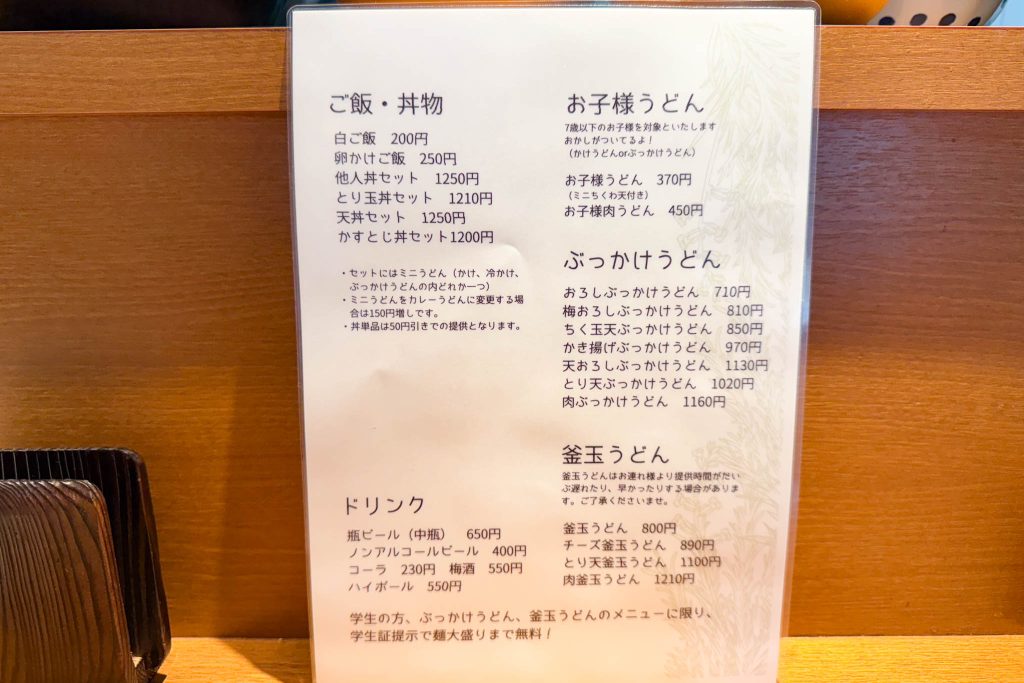 ご飯・丼物
白ご飯 200円
卵かけご飯 250円
他人丼セット 1250円
とり玉丼セット 1210円
天丼セット 1250円
かすとじ丼セット1200円
・セットにはミニうどん（かけ、冷かけ、
ぶっかけうどんの内どれか一つ）
・ミニうどんをカレーうどんに変更する場
合は150円増しです。
・丼単品は50円引きでの提供となります。
ドリンク
瓶ビール（中瓶） 650円
ノンアルコールビール 400円
コーラ 230円 梅酒 550円
ハイボール 550円
お子様うどん
7歳以下のお子様を対象といたします
おかしがついてるよ！
（かけうどんorぶっかけうどん）
お子様うどん 370円
（ミニちくわ天付き）
お子様肉うどん 450円
ぶっかけうどん
おろしぶっかけうどん 710円
梅おろしぶっかけうどん 810円
ちく玉天ぶっかけうどん 850円
かき揚げぶっかけうどん 970円
天おろしぶっかけうどん 1130円
とり天ぶっかけうどん 1020円
肉ぶっかけうどん 1160円
釜玉うどん
釜玉うどんはお連れ様より提供時間がだい
ぶ遅れたり、早かったりする場合がありま
す。ご了承くださいませ。
釜玉うどん 800円
チーズ釜玉うどん 890円
とり天釜玉うどん 1100円
肉釜玉うどん 1210円
学生の方、ぶっかけうどん、釜玉うどんのメニューに限り、
学生証提示で麺大盛りまで無料！